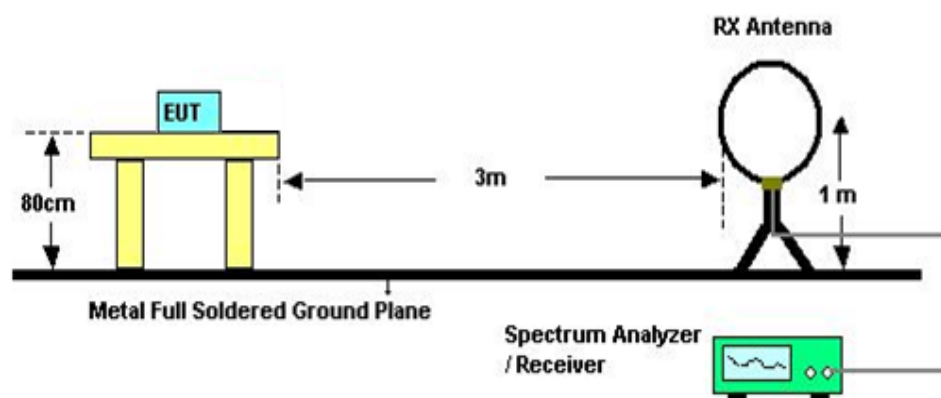 RX Antenna
EUT
3m
80cm
1 m
Metal Full Soldered Ground Plane
Spectrum Analyzer
/ Receiver